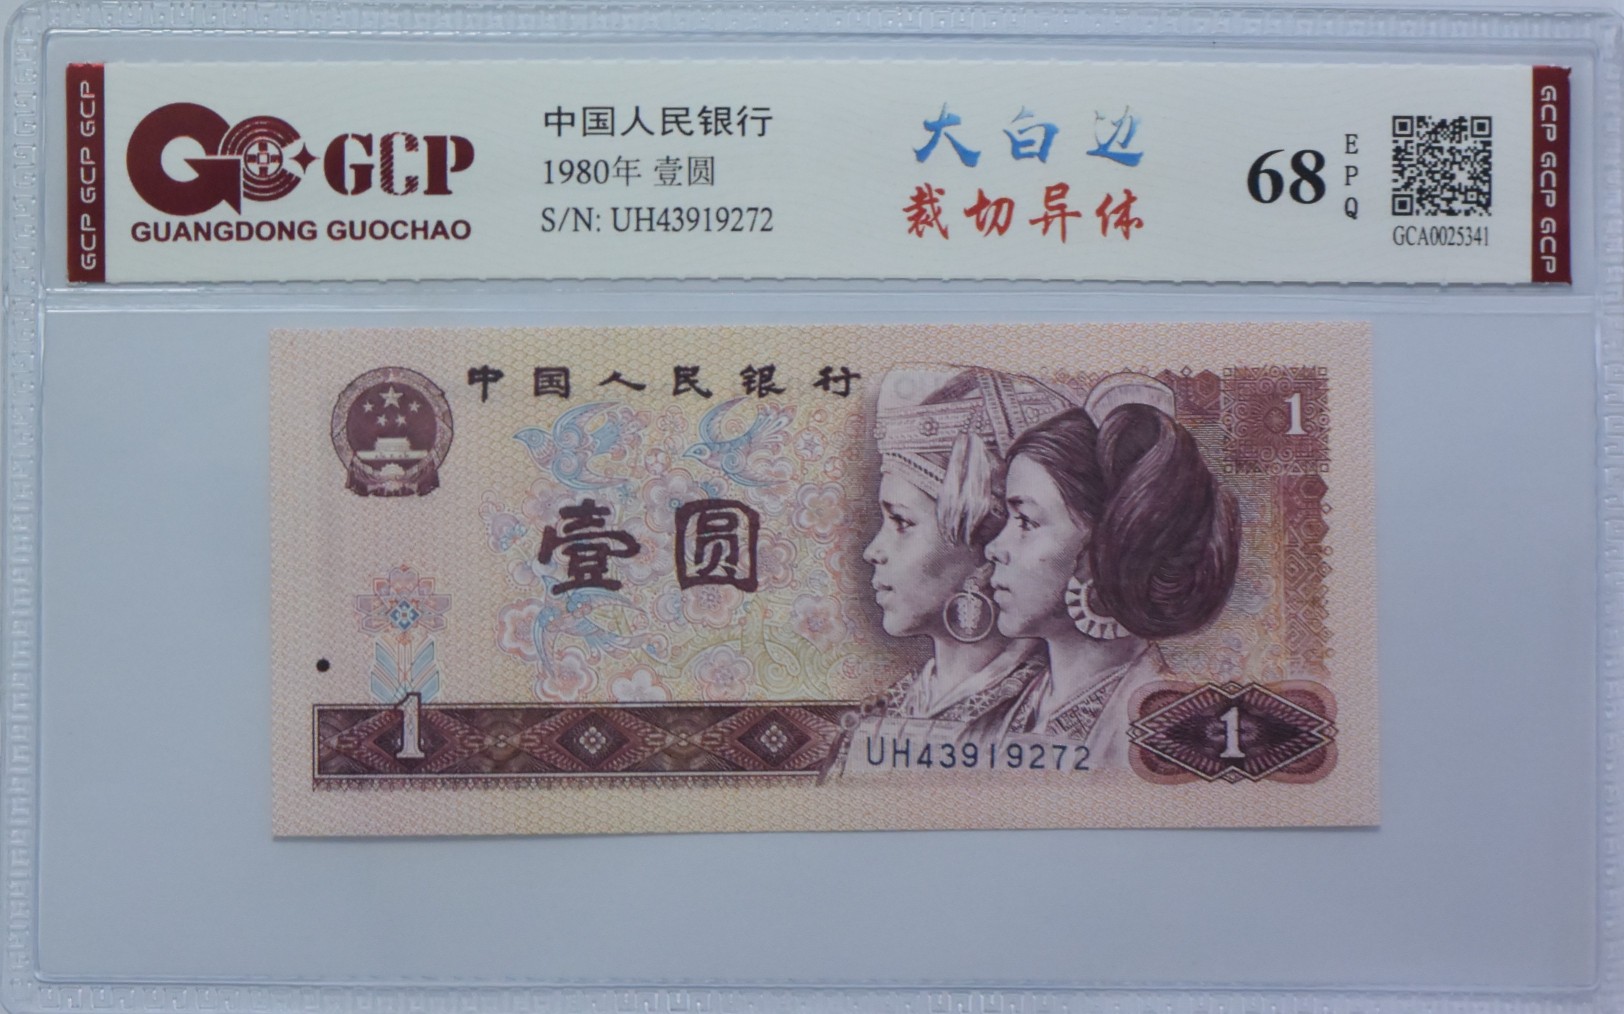 GCP GCP GCP
GCP
GUANGDONG GUOCHAO
中国人民银行
1980年 壹圆
S/N: UH43919272
大白边
裁切异体
68
EPQ
GCA0025341
GCP GCP GCP
中国人民银行
1
壹圆
1
UH43919272
1